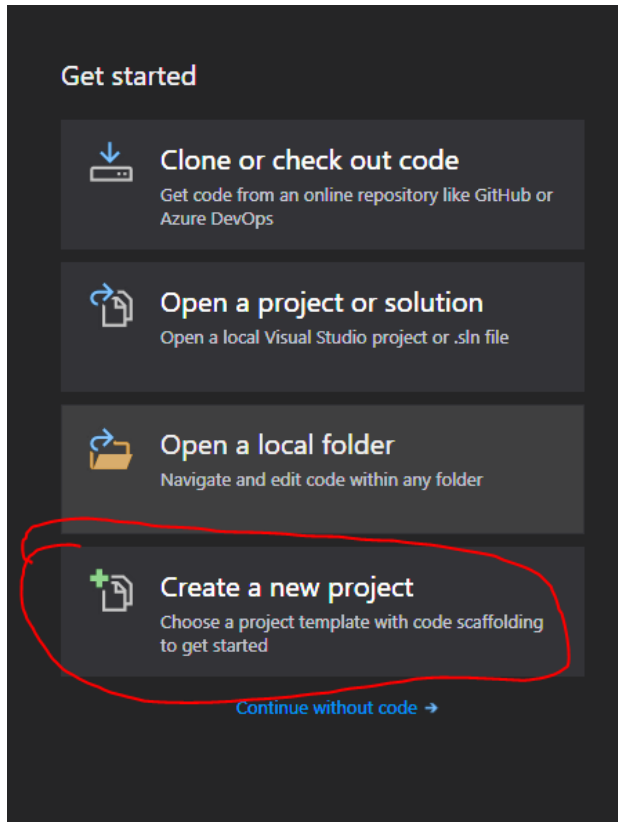 Get started
Clone or check out code
Get code from an online repository like GitHub or
Azure DevOps
Open a project or solution
Open a local Visual Studio project or .sln file
Open a local folder
Navigate and edit code within any folder
Create a new project
Choose a project template with code scaffolding
to get started
Continue without code →